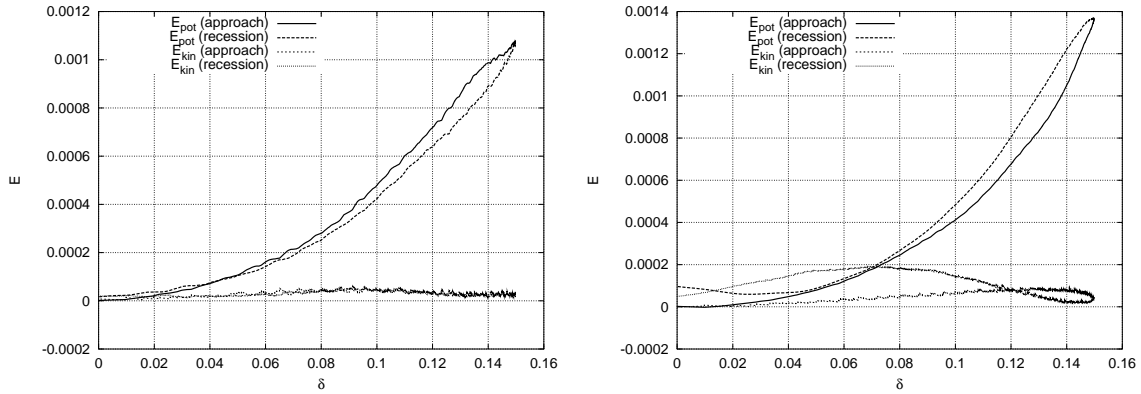 E_pot (approach)
E_pot (recession)
E_kin (approach)
E_kin (recession)
0.0012
0.001
0.0008
0.0006
0.0004
0.0002
0
-0.0002
E
0 0.02 0.04 0.06 0.08 0.1 0.12 0.14 0.16
δ
E_pot (approach)
E_pot (recession)
E_kin (approach)
E_kin (recession)
0.0014
0.0012
0.001
0.0008
0.0006
0.0004
0.0002
0
-0.0002
E
0 0.02 0.04 0.06 0.08 0.1 0.12 0.14 0.16
δ